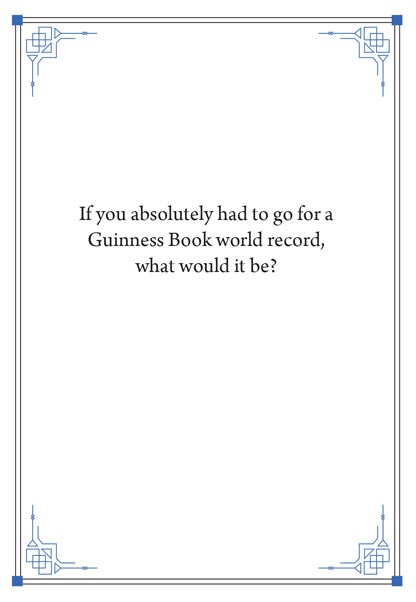 If you absolutely had to go for a
Guinness Book world record,
what would it be?